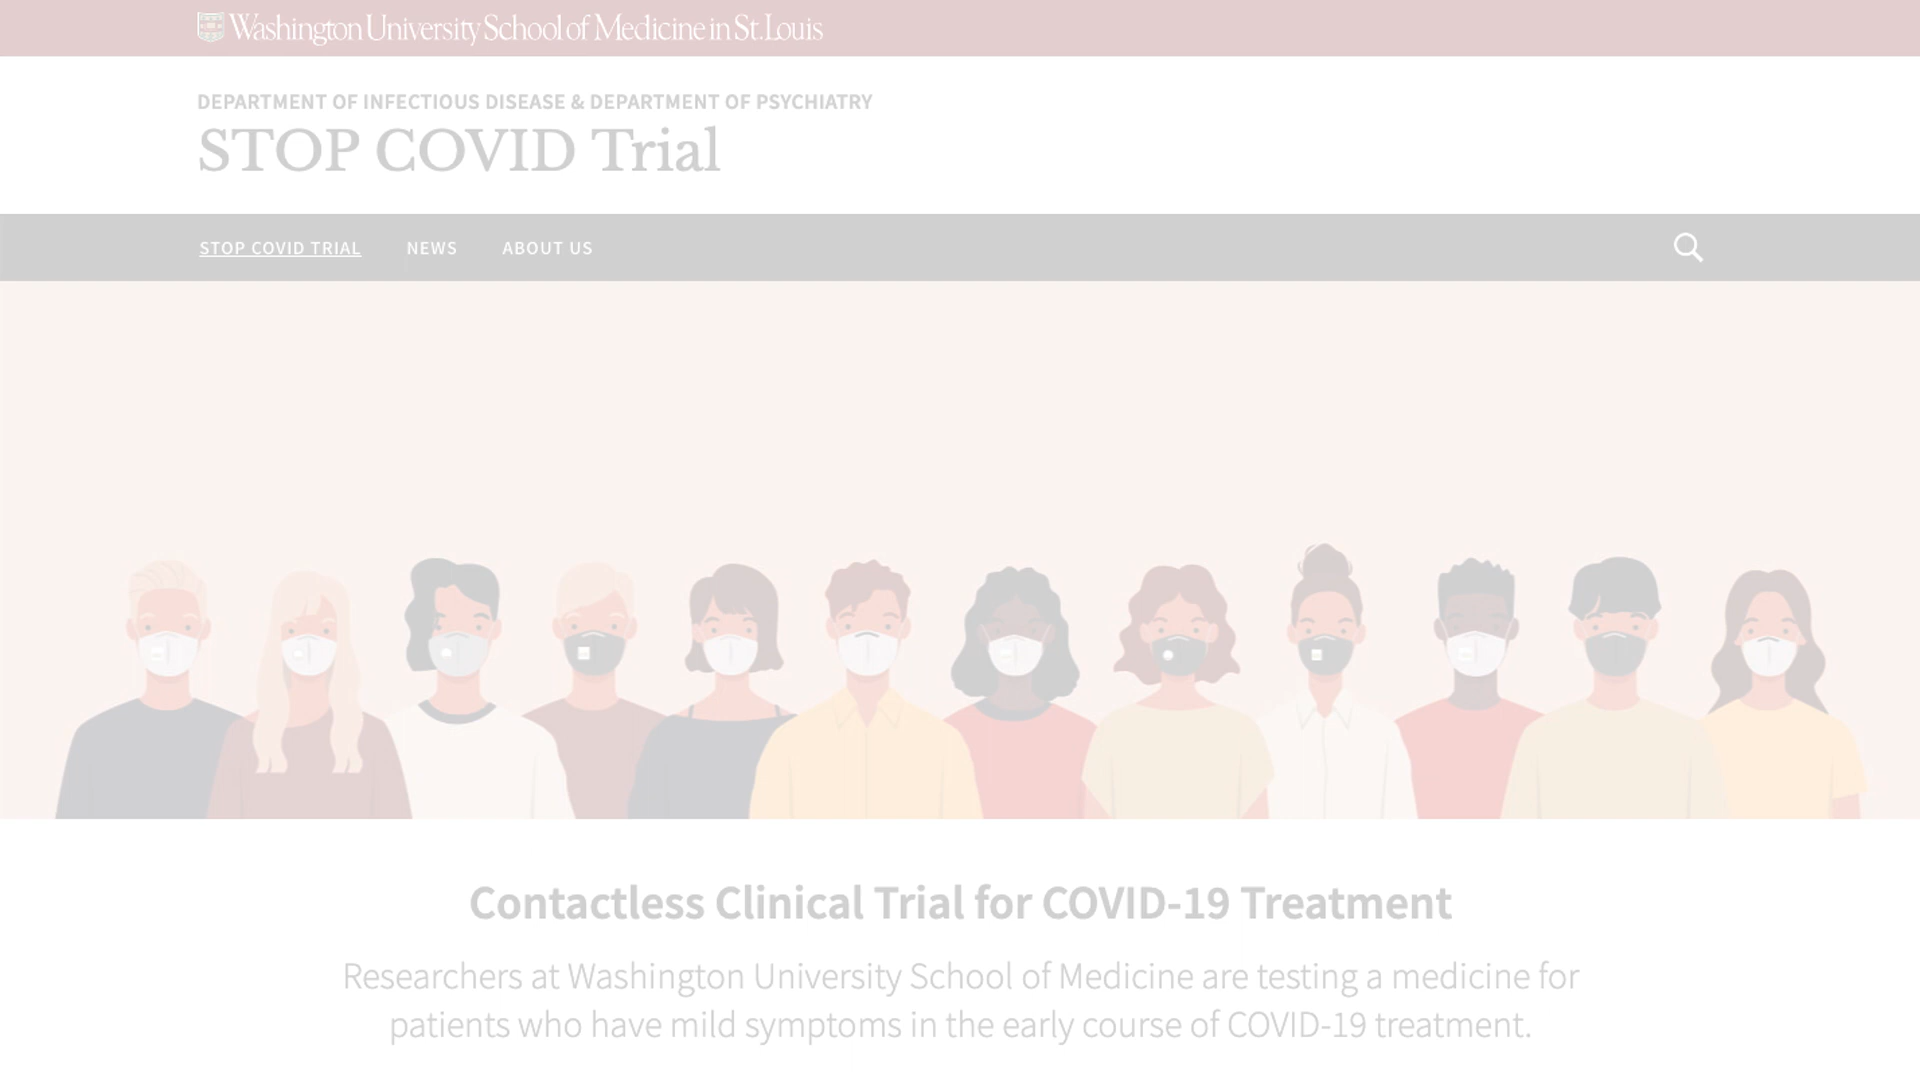 Washington University School of Medicine in St. Louis
DEPARTMENT OF INFECTIOUS DISEASE & DEPARTMENT OF PSYCHIATRY
STOP COVID Trial
STOP COVID TRIAL NEWS ABOUT US
Contactless Clinical Trial for COVID-19 Treatment
Researchers at Washington University School of Medicine are testing a medicine for
patients who have mild symptoms in the early course of COVID-19 treatment.